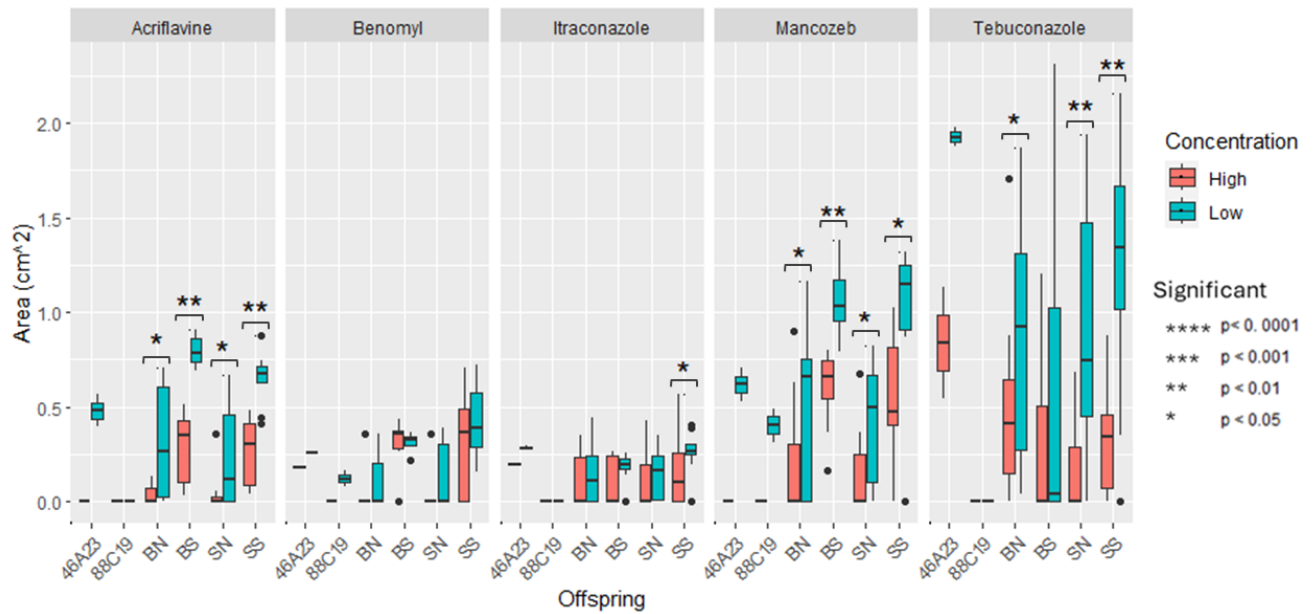 Acriflavine Benomyl Itraconazole Mancozeb Tebuconazole
** 
** * **
** *
* ** * ** * *
*
2.0
1.5
1.0
0.5
0.0
Area (cm^2)
46A23 88C19 BN BS SN SS 46A23 88C19 BN BS SN SS 46A23 88C19 BN BS SN SS 46A23 88C19 BN BS SN SS 46A23 88C19 BN BS SN SS
Offspring
Concentration
High
Low
Significant
**** p< 0. 0001
*** p < 0.001
** p < 0.01
* p < 0.05